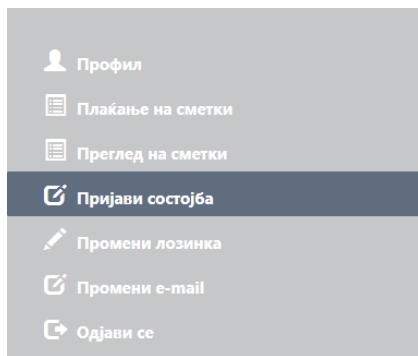 Профил
Плаќање на сметки
Преглед на сметки
Пријави состојба
Промени лозинка
Промени e-mail
Одјави се